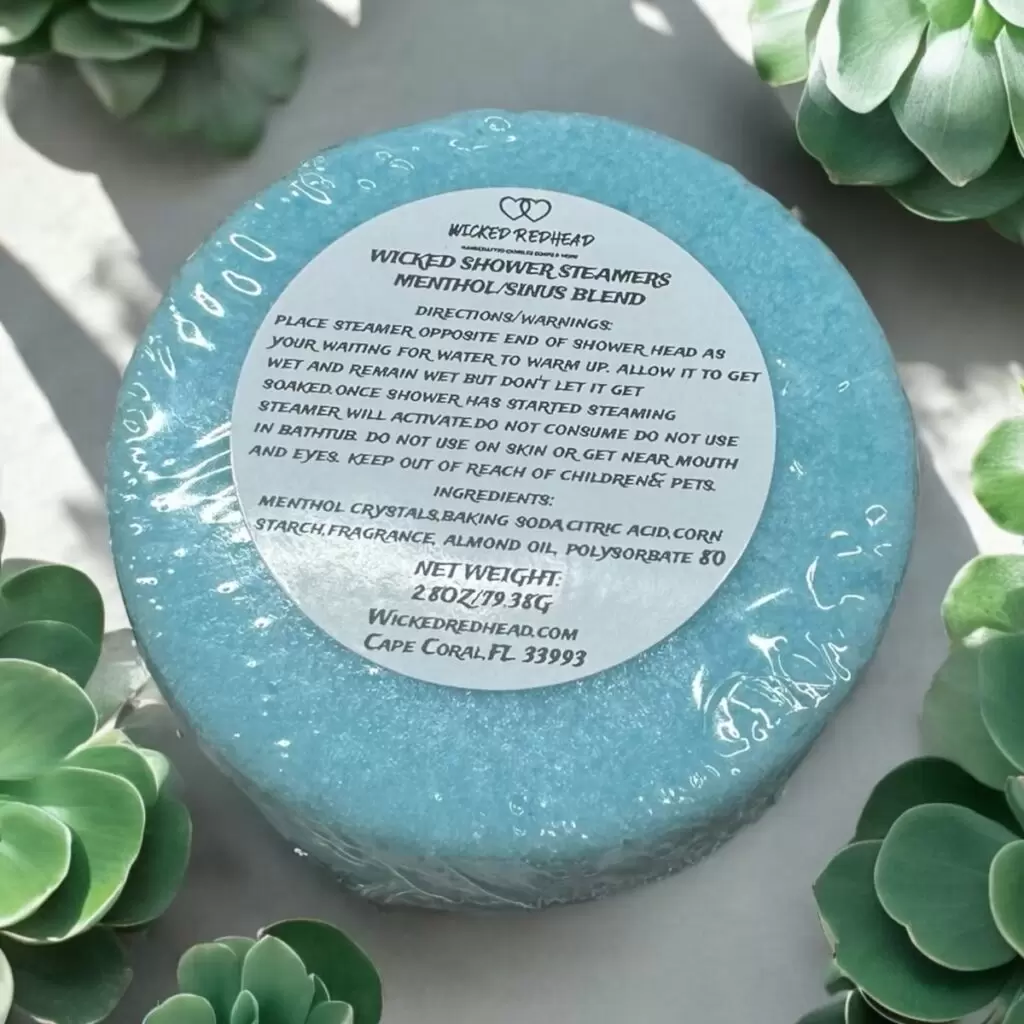 WICKED REDHEAD
HANDCRAFTED CANDLES SOAPS & MORE
WICKED SHOWER STEAMERS
MENTHOL/SINUS BLEND
DIRECTIONS/WARNINGS:
PLACE STEAMER OPPOSITE END OF SHOWER HEAD AS
YOUR WAITING FOR WATER TO WARM UP. ALLOW IT TO GET
WET AND REMAIN WET BUT DON'T LET IT GET
SOAKED.ONCE SHOWER HAS STARTED STEAMING
STEAMER WILL ACTIVATE.DO NOT CONSUME DO NOT USE
IN BATHTUB. DO NOT USE ON SKIN OR GET NEAR MOUTH
AND EYES. KEEP OUT OF REACH OF CHILDREN& PETS.
INGREDIENTS:
MENTHOL CRYSTALS,BAKING SODA,CITRIC ACID,CORN
STARCH,FRAGRANCE, ALMOND OIL, POLYSORBATE 80
NET WEIGHT:
2.8OZ/79.38G
WICKEDREDHEAD.COM
CAPE CORAL,FL 33993